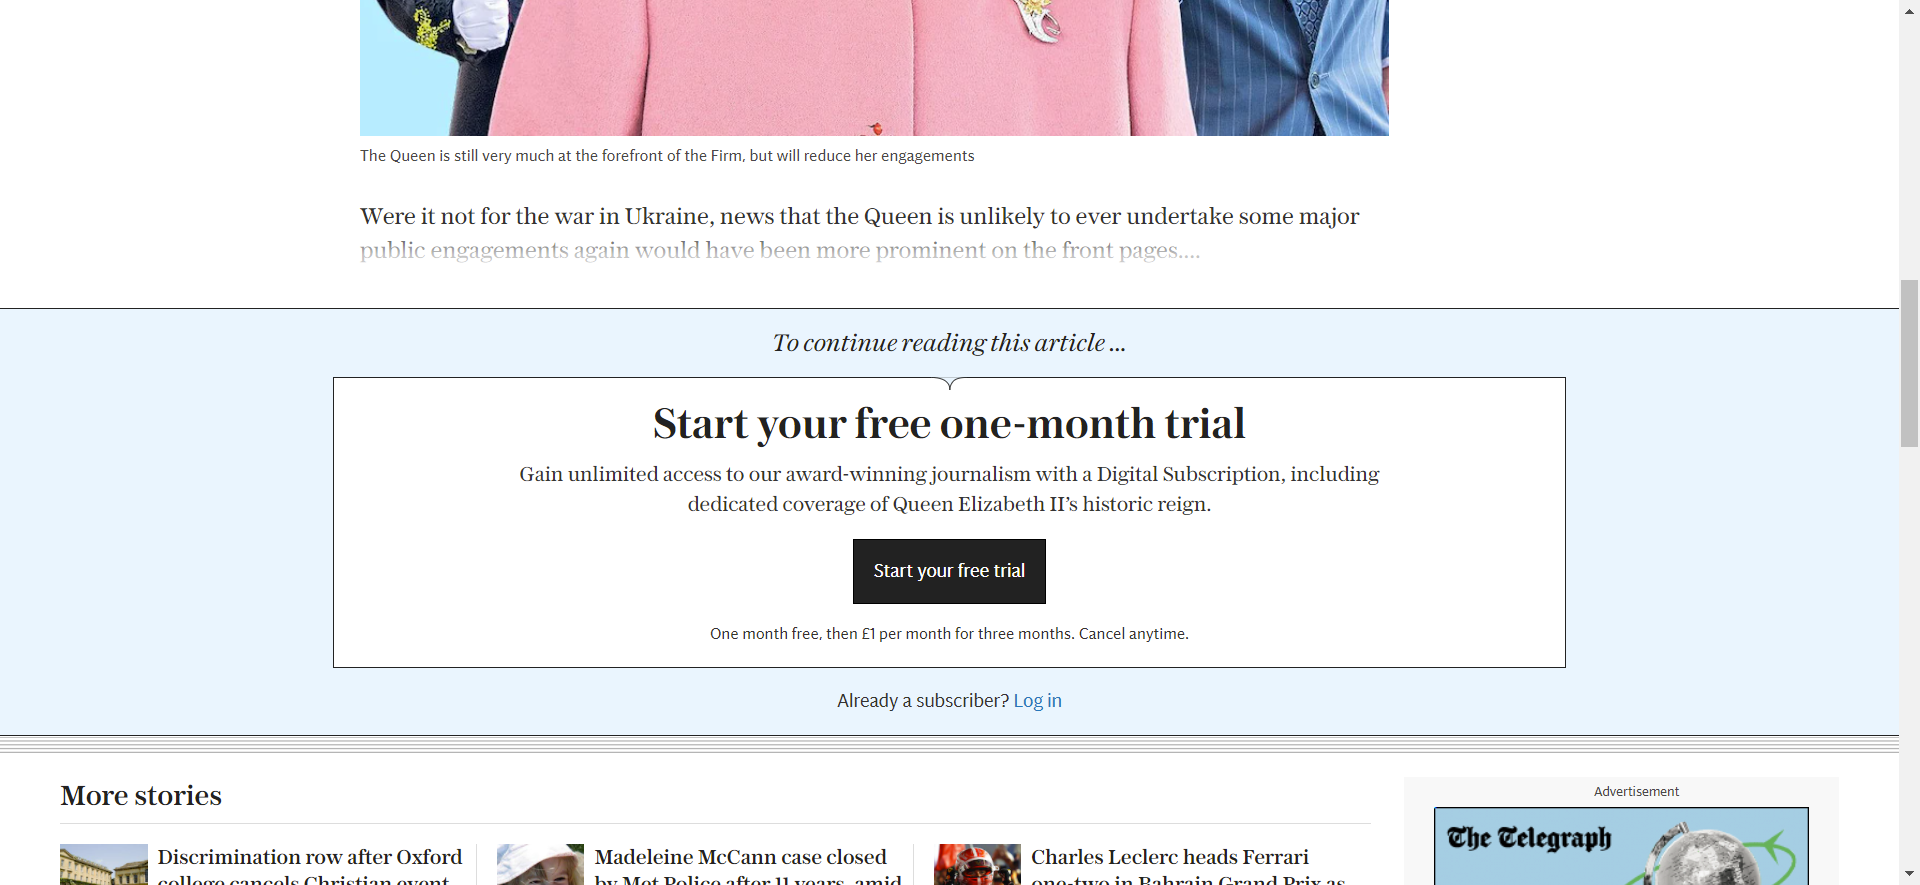 The Queen is still very much at the forefront of the Firm, but will reduce her engagements
Were it not for the war in Ukraine, news that the Queen is unlikely to ever undertake some major
public engagements again would have been more prominent on the front pages....
To continue reading this article ...
Start your free one-month trial
Gain unlimited access to our award-winning journalism with a Digital Subscription, including
dedicated coverage of Queen Elizabeth II’s historic reign.
Start your free trial
One month free, then £1 per month for three months. Cancel anytime.
Already a subscriber? Log in
More stories
Advertisement
The Telegraph
Discrimination row after Oxford
college cancels Christian event
Madeleine McCann case closed
by Met Police after 11 years, amid
Charles Leclerc heads Ferrari
one-two in Bahrain Grand Prix as